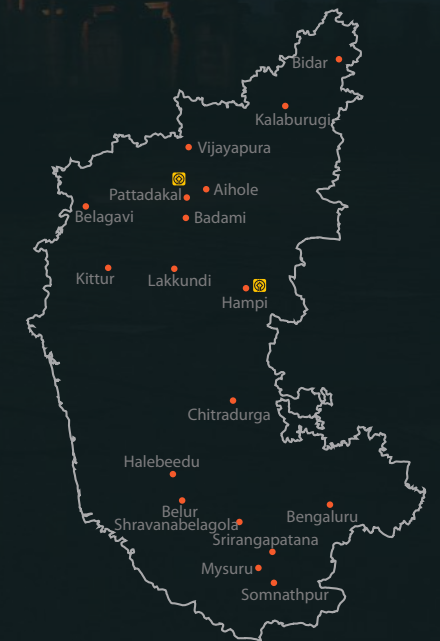 Bidar
Kalaburugi
Vijayapura
Aihole
Pattadakal
Belagavi
Badami
Kittur
Lakkundi
Hampi
Chitradurga
Halebeedu
Belur
Bengaluru
Shravanabelagola
Srirangapatana
Mysuru
Somnathpur